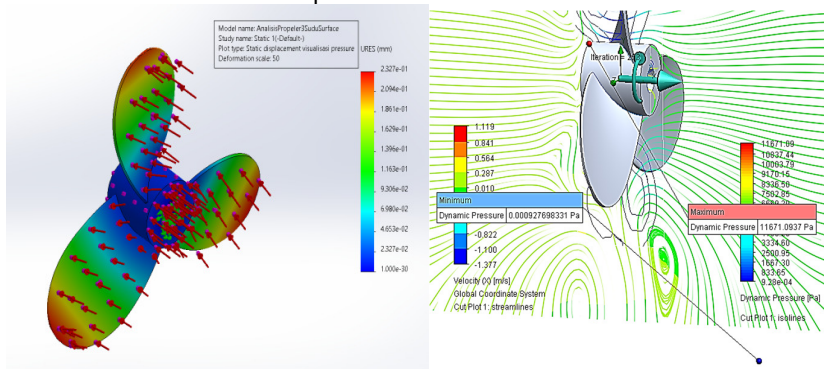 Model name: AnalisisPropeler3SuduSurface
Study name: Static 1(-Default-)
Plot type: Static displacement visualisasi pressure
Deformation scale: 50
URES (mm)
2.327e-01
2.094e-01
1.861e-01
1.629e-01
1.396e-01
1.163e-01
9.306e-02
6.980e-02
4.653e-02
2.327e-02
1.000e-30
Iteration =
1.119
0.841
0.564
0.287
0.010
Minimum
Dynamic Pressure 0.000927698331 Pa
-0.822
-1.100
-1.377
Velocity (X) [m/s]
Global Coordinate System
Cut Plot 1: streamlines
11671.09
10837.44
10003.79
9170.15
8336.50
7502.85
Maximum
Dynamic Pressure 11671.0937 Pa
3334.60
2500.95
1667.30
833.65
9.28e-04
Dynamic Pressure [Pa]
Cut Plot 1: isolines